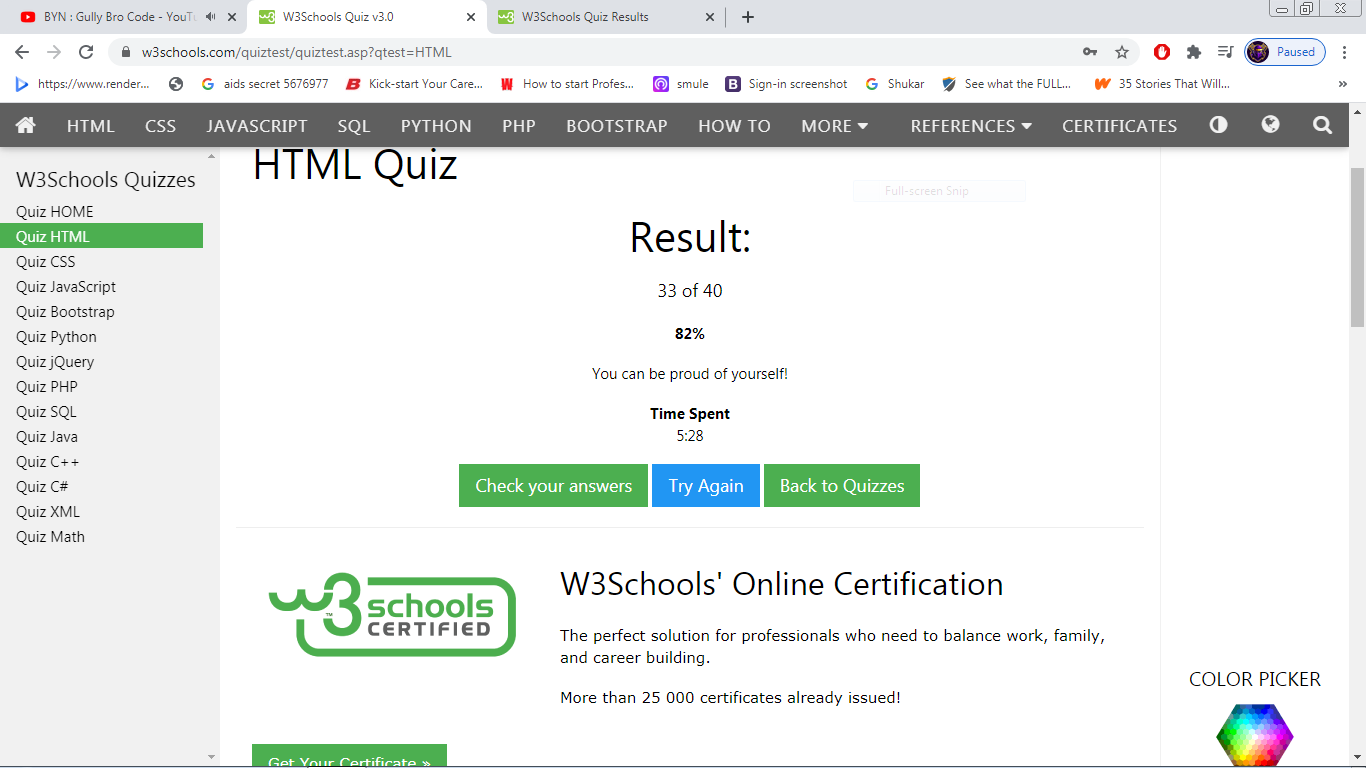 BYN : Gully Bro Code - YouTu
W3Schools Quiz v3.0
W3Schools Quiz Results
w3schools.com/quiztest/quiztest.asp?qtest=HTML
Paused
https://www.render...
aids secret 5676977
Kick-start Your Care...
How to start Profes...
smule
Sign-in screenshot
Shukar
See what the FULL...
35 Stories That Will...
»
HTML
CSS
JAVASCRIPT
SQL
PYTHON
PHP
BOOTSTRAP
HOW TO
MORE
REFERENCES
CERTIFICATES
W3Schools Quizzes
Quiz HOME
Quiz HTML
Quiz CSS
Quiz JavaScript
Quiz Bootstrap
Quiz Python
Quiz jQuery
Quiz PHP
Quiz SQL
Quiz Java
Quiz C++
Quiz C#
Quiz XML
Quiz Math
HTML Quiz
Full-screen Snip
Result:
33 of 40
82%
You can be proud of yourself!
Time Spent
5:28
Check your answers
Try Again
Back to Quizzes
w3schools
™
CERTIFIED
W3Schools' Online Certification
The perfect solution for professionals who need to balance work, family,
and career building.
More than 25 000 certificates already issued!
Get Your Certificate »
COLOR PICKER